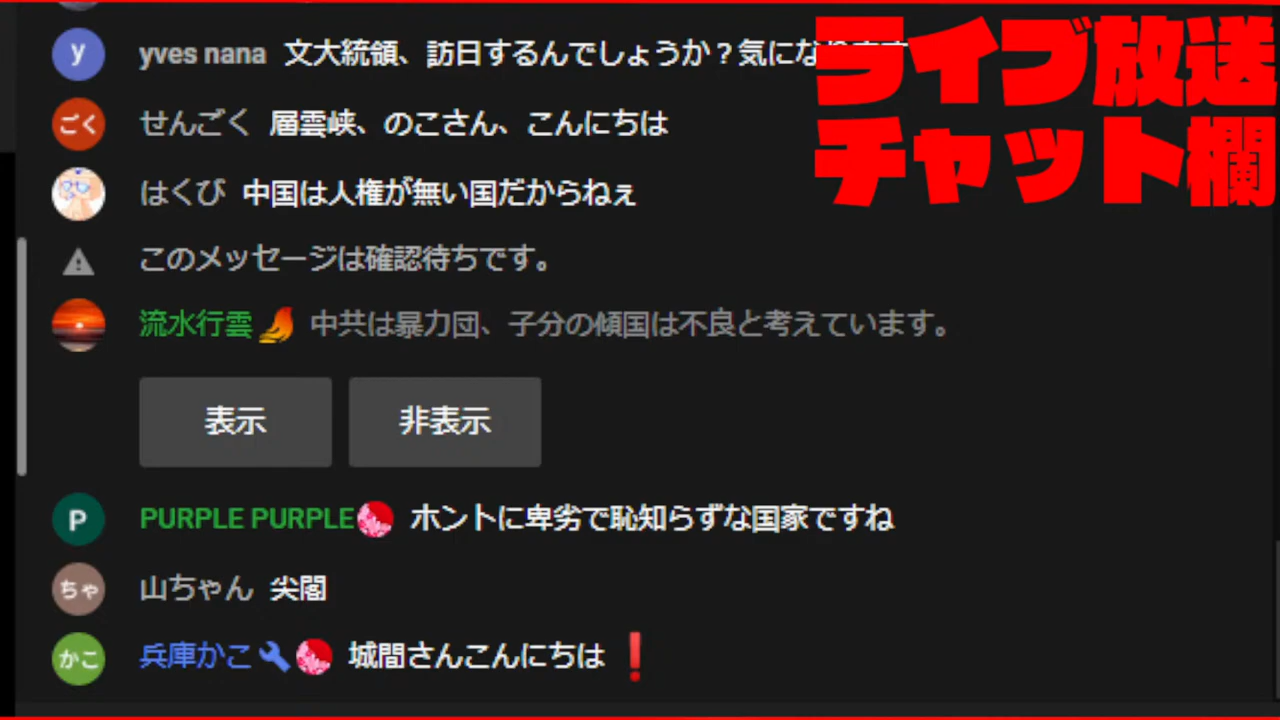 ライブ放送
チャット欄
y yves nana 文大統領、訪日するんでしょうか？気にな
ごく せんごく 層雲峡、のこさん、こんにちは
はくび 中国は人権が無い国だからねぇ
このメッセージは確認待ちです。
流水行雲 中共は暴力団、子分の傾国は不良と考えています。
表示 非表示
P PURPLE PURPLE ホントに卑劣で恥知らずな国家ですね
ちゃ 山ちゃん 尖閣
かこ 兵庫かこ 城間さんこんにちは❗